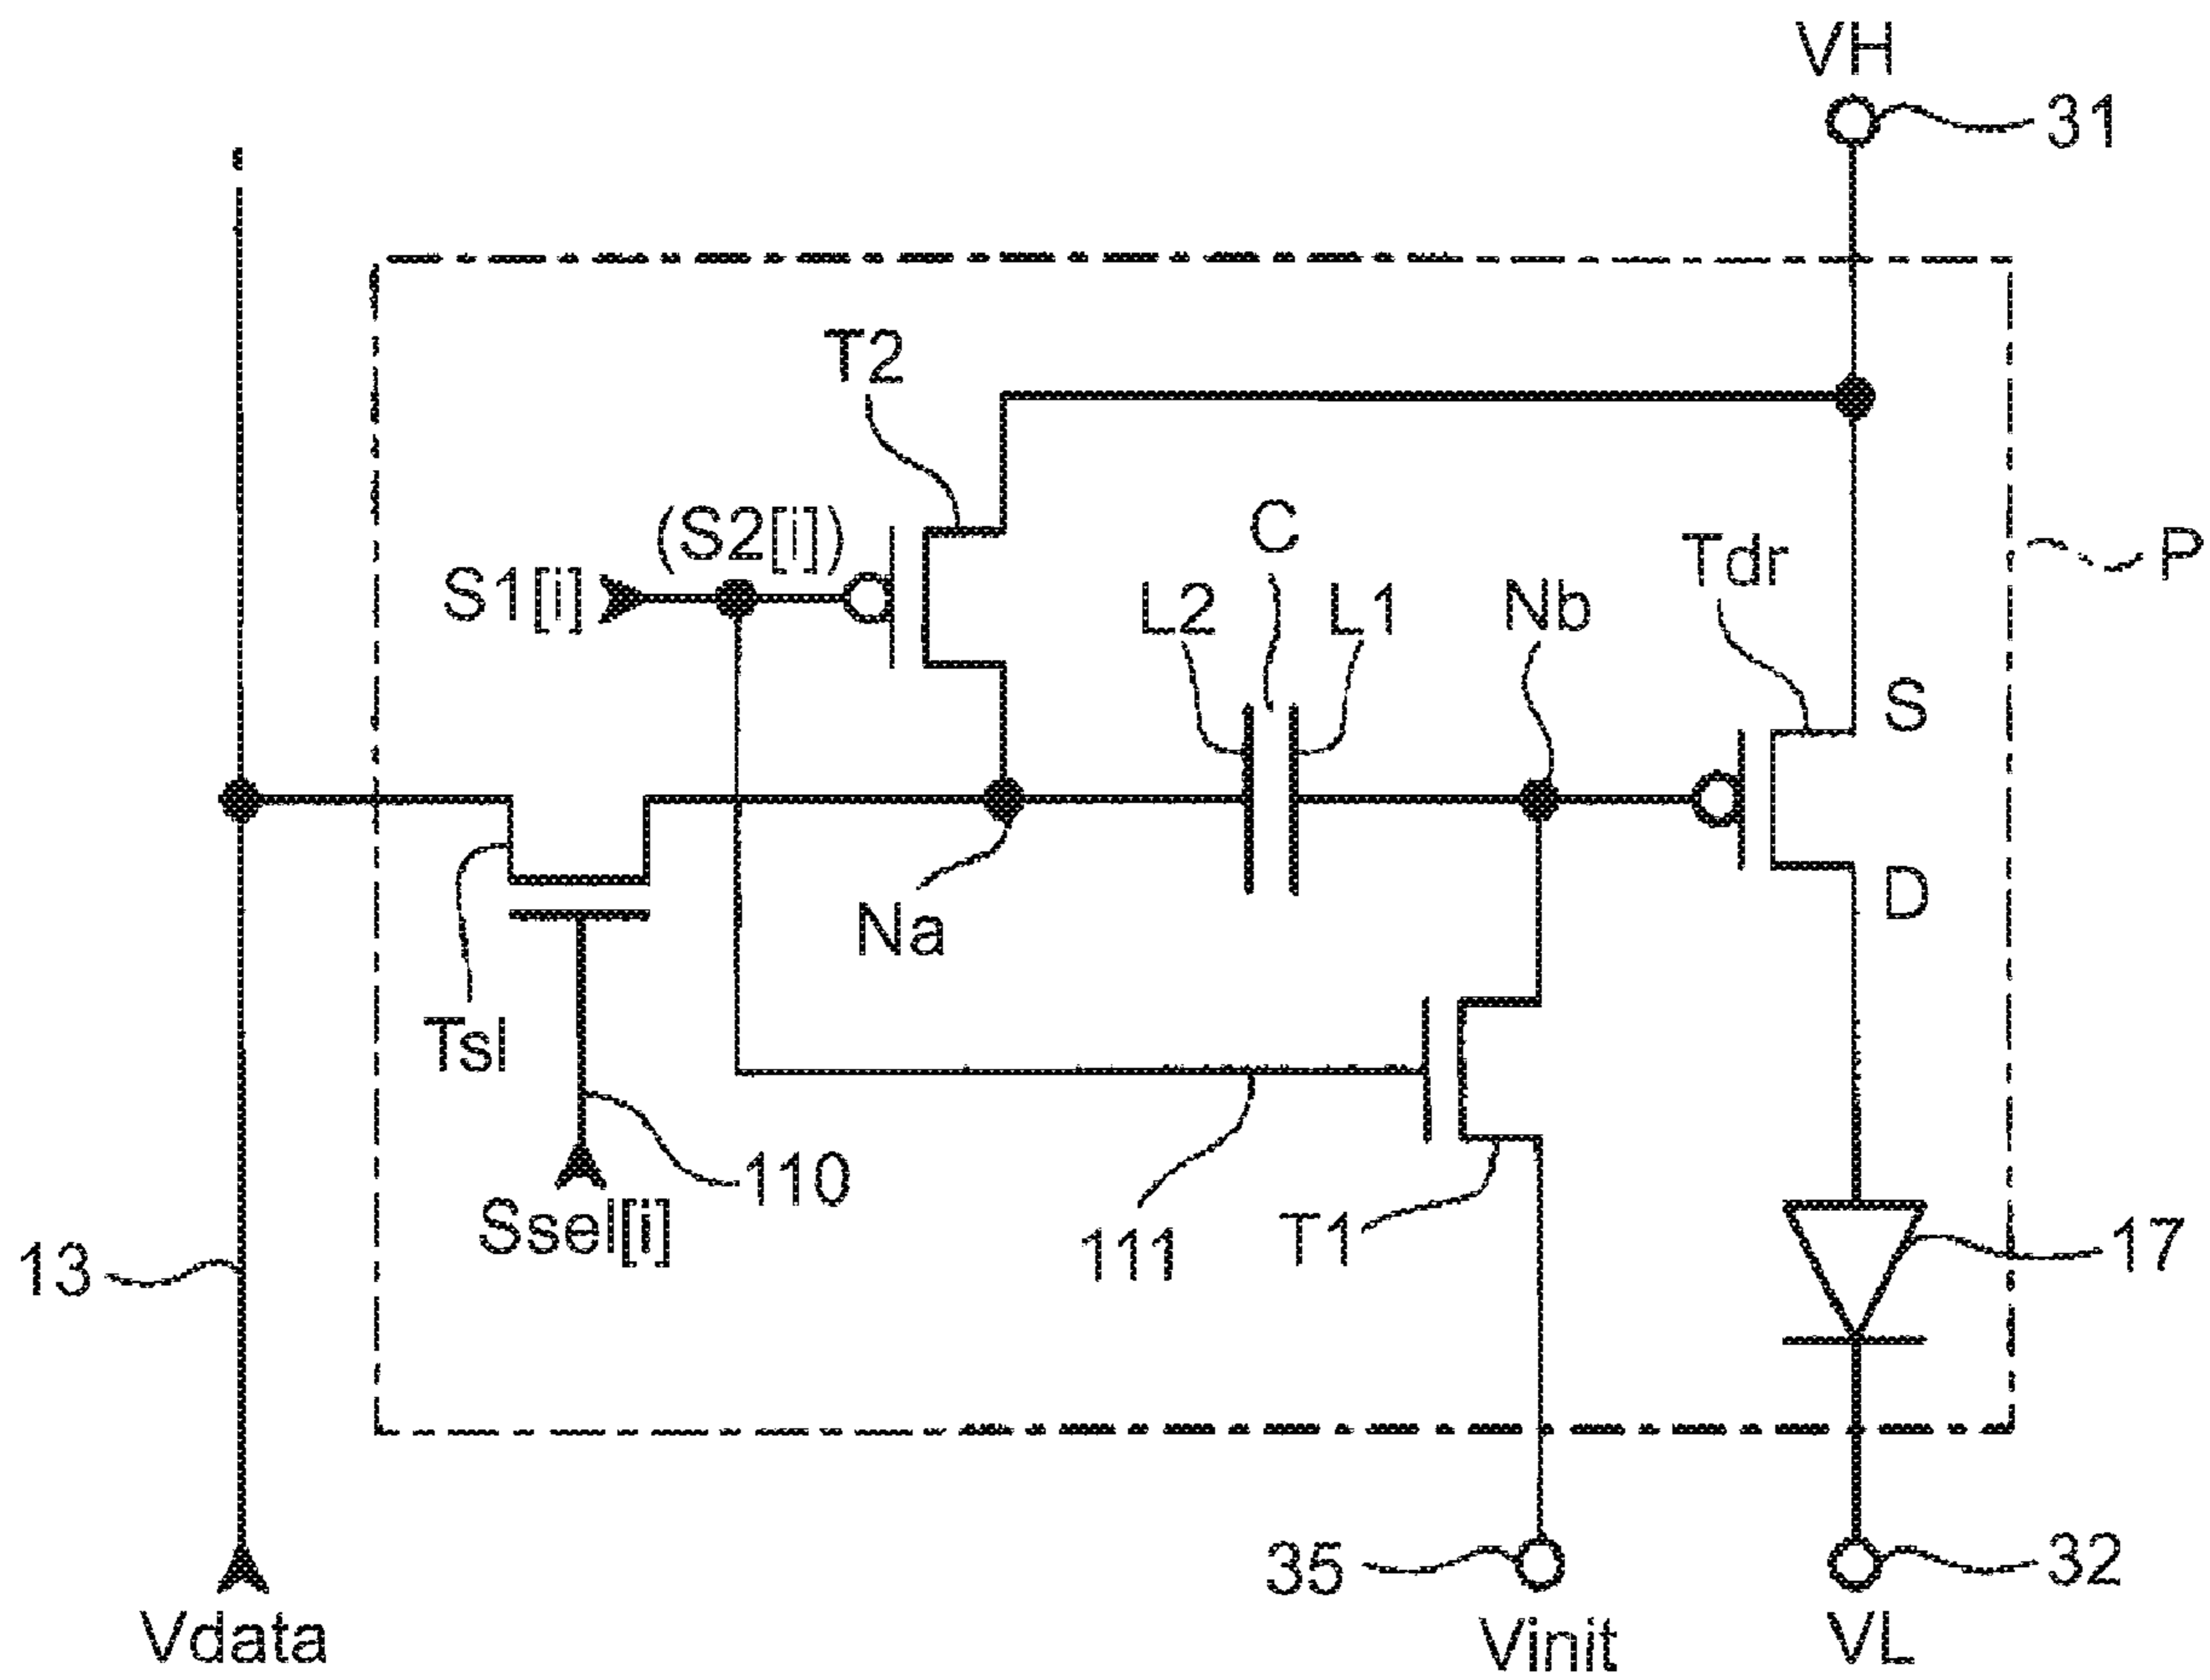 VH
31
T2
(S2[i])
S1[i]
C
L2
L1
Nb
Tdr
P
S
D
Na
Tsl
110
Ssel[i]
111
T1
17
13
35
32
Vdata
Vinit
VL